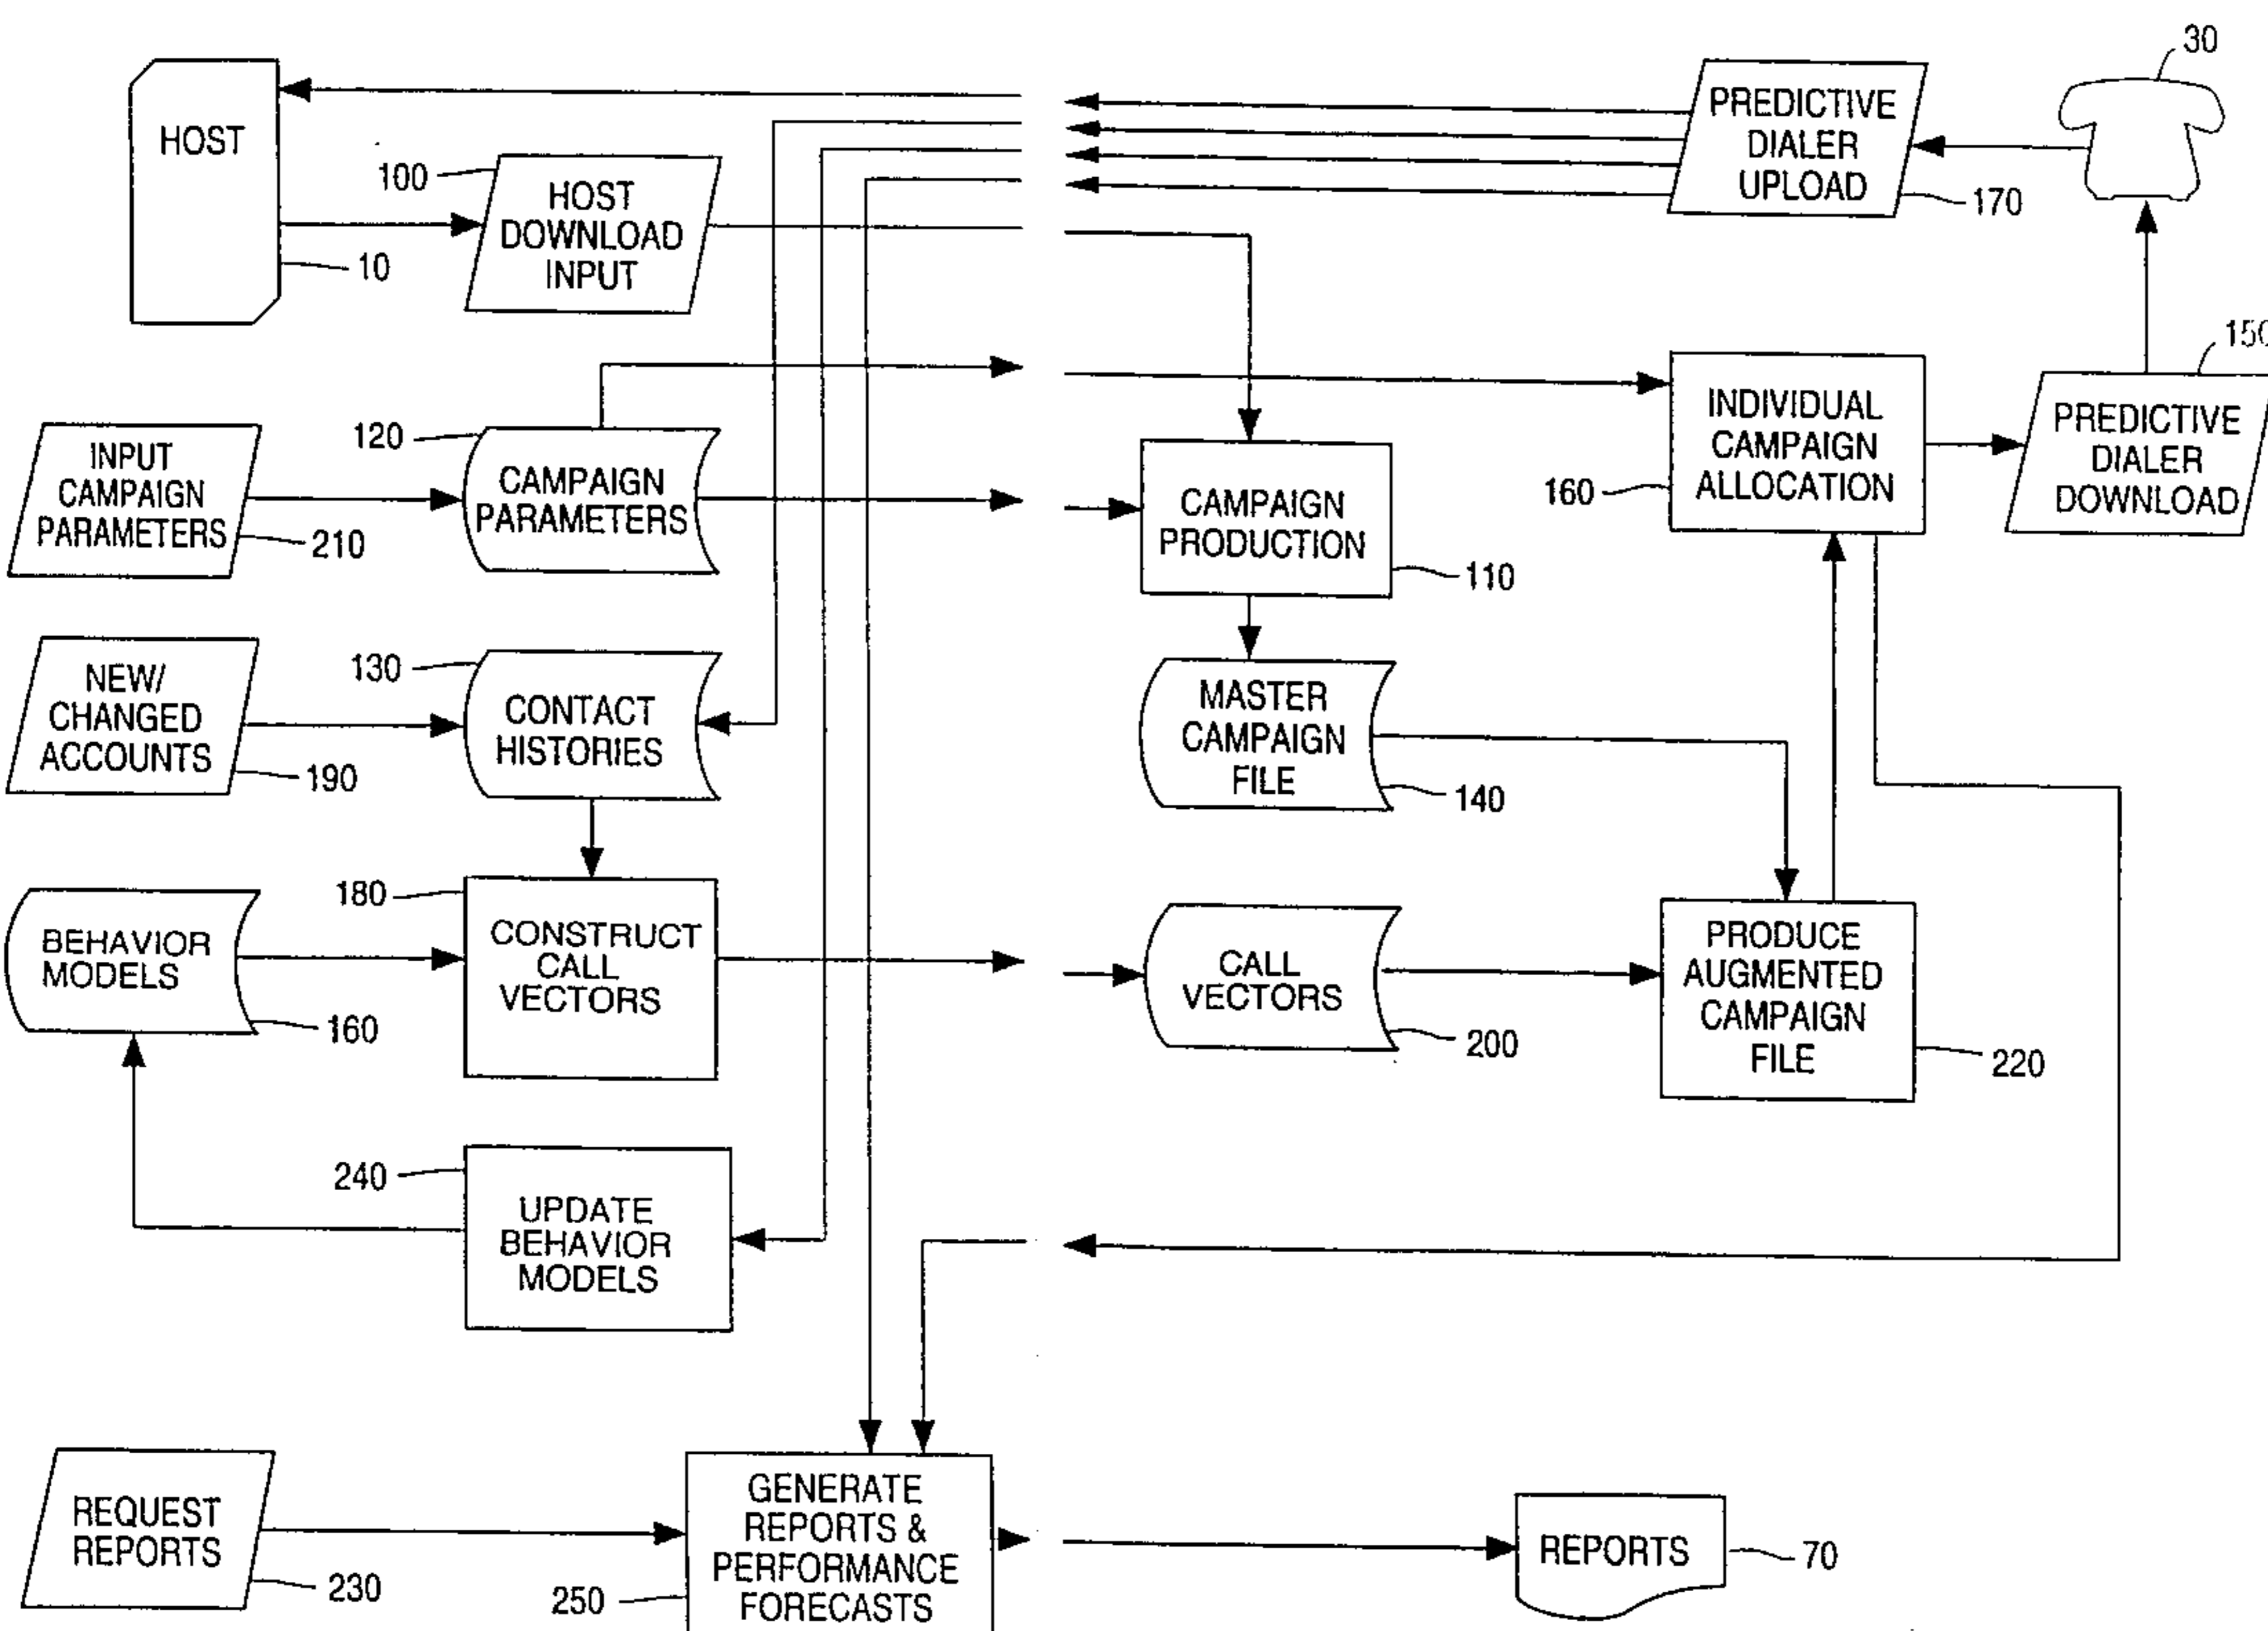 30
HOST
10
100
HOST
DOWNLOAD
INPUT
PREDICTIVE
DIALER
UPLOAD
170
INPUT
CAMPAIGN
PARAMETERS
210
120
CAMPAIGN
PARAMETERS
CAMPAIGN
PRODUCTION
110
INDIVIDUAL
CAMPAIGN
ALLOCATION
160
150
PREDICTIVE
DIALER
DOWNLOAD
NEW/
CHANGED
ACCOUNTS
190
130
CONTACT
HISTORIES
MASTER
CAMPAIGN
FILE
140
BEHAVIOR
MODELS
160
180
CONSTRUCT
CALL
VECTORS
CALL
VECTORS
200
PRODUCE
AUGMENTED
CAMPAIGN
FILE
220
240
UPDATE
BEHAVIOR
MODELS
REQUEST
REPORTS
230
GENERATE
REPORTS &
PERFORMANCE
FORECASTS
250
REPORTS
70